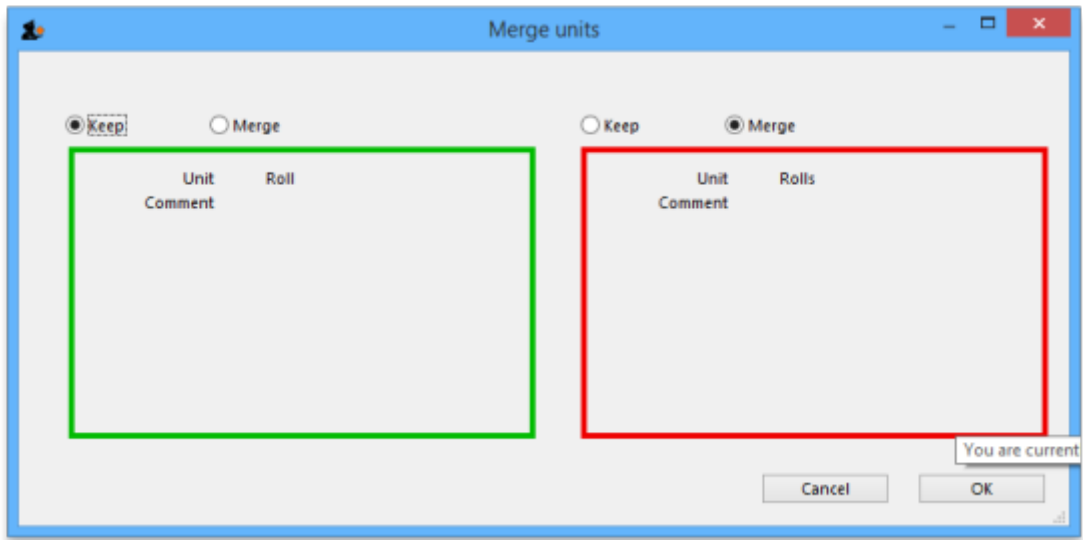 Merge units
Keep Merge Keep Merge
Unit Roll Unit Rolls
Comment Comment
You are current
Cancel OK